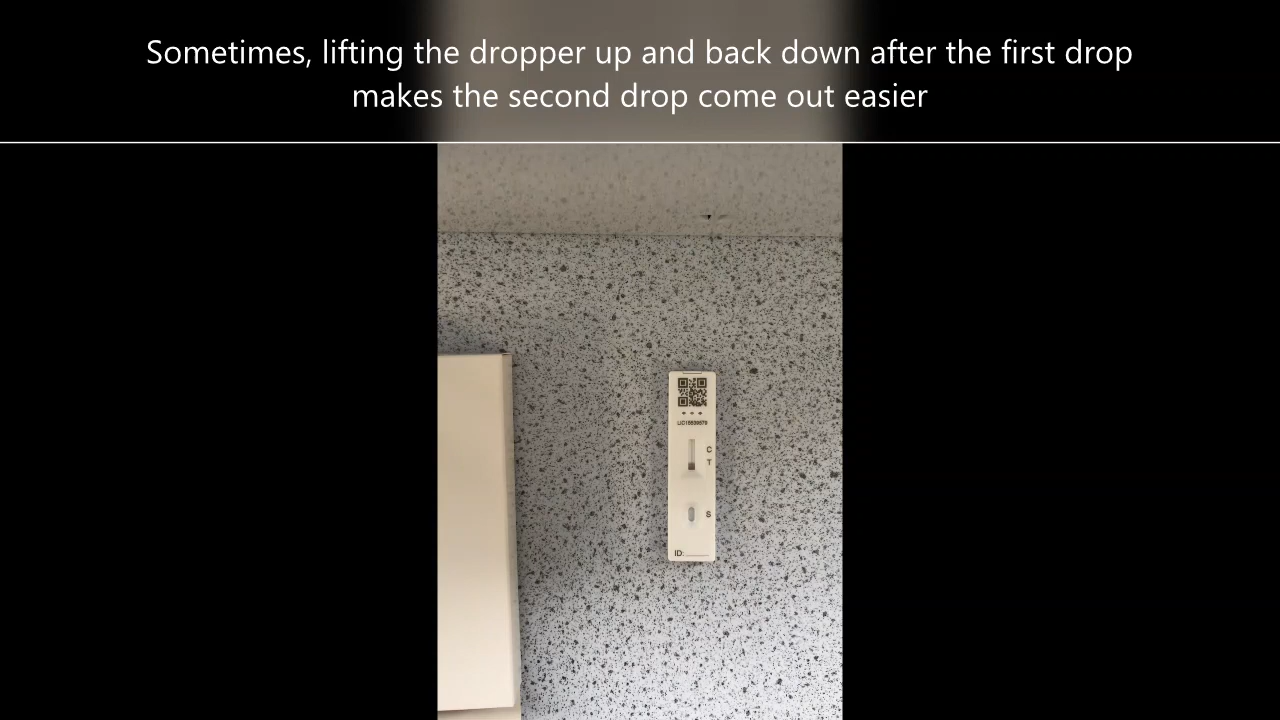 Sometimes, lifting the dropper up and back down after the first drop
makes the second drop come out easier
C
T
S
ID: